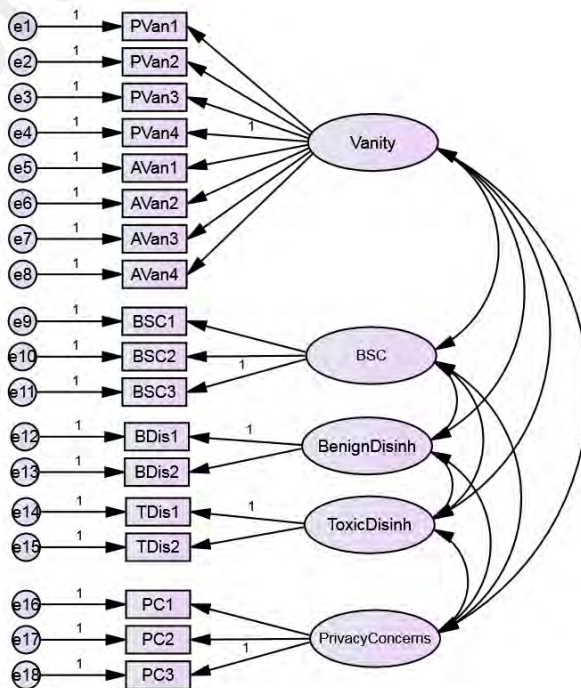 e1 1 PVan1
e2 1 PVan2
e3 1 PVan3
e4 1 PVan4 1
Vanity
e5 1 AVan1
e6 1 AVan2
e7 1 AVan3
e8 1 AVan4
e9 1 BSC1
e10 1 BSC2
BSC
e11 1 BSC3 1
e12 1 BDis1 1
BenignDisinh
e13 1 BDis2
e14 1 TDis1 1
ToxicDisinh
e15 1 TDis2
e16 1 PC1
e17 1 PC2
PrivacyConcerns
e18 1 PC3 1